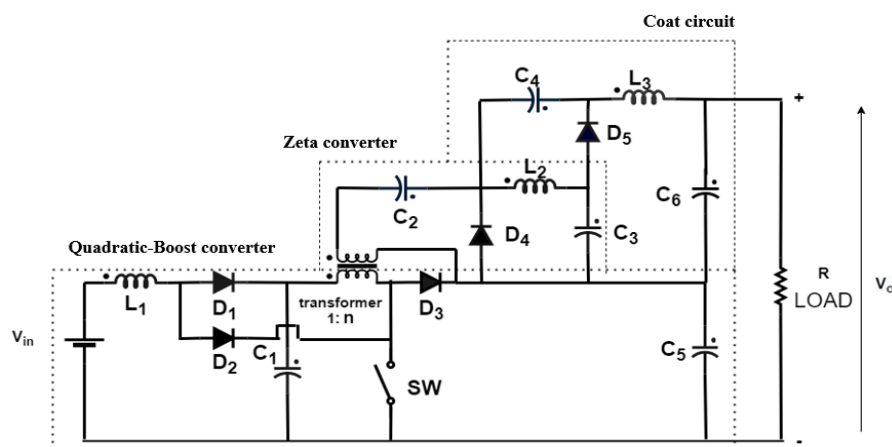 Coat circuit
C4
L3
+
Zeta converter
D5
L2
C2
C6
D4
C3
Quadratic-Boost converter
L1
D1
transformer
1: n
D3
R
LOAD
Vo
Vin
D2
C1
SW
C5
-